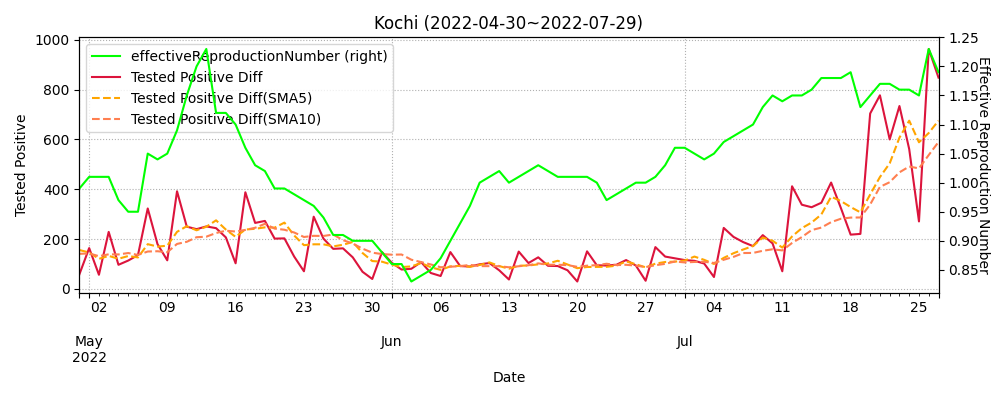 Kochi (2022-04-30~2022-07-29)
effectiveReproductionNumber (right)
Tested Positive Diff
Tested Positive Diff(SMA5)
Tested Positive Diff(SMA10)
Tested Positive
1000
800
600
400
200
0
Effective Reproduction Number
1.25
1.20
1.15
1.10
1.05
1.00
0.95
0.90
0.85
02 09 16 23 30 06 13 20 27 04 11 18 25
May Jun Jul
2022
Date